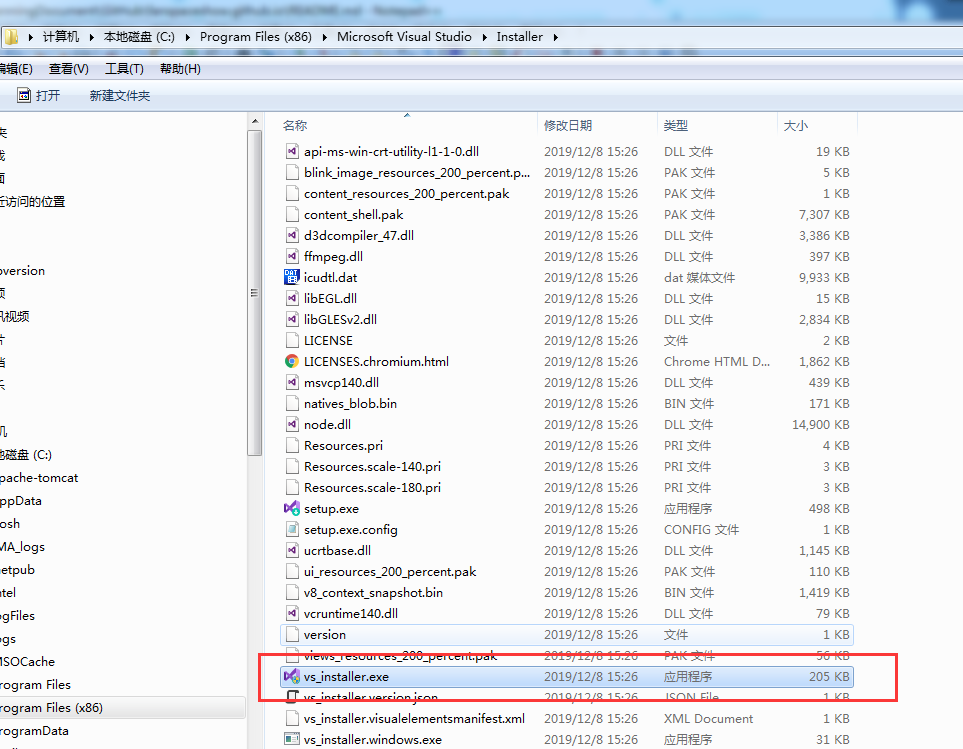 计算机 本地磁盘 (C:) Program Files (x86) Microsoft Visual Studio Installer
编辑(E) 查看(V) 工具(T) 帮助(H)
打开 新建文件夹
名称 修改日期 类型 大小
api-ms-win-crt-utility-l1-1-0.dll 2019/12/8 15:26 DLL 文件 19 KB
blink_image_resources_200_percent.p... 2019/12/8 15:26 PAK 文件 5 KB
content_resources_200_percent.pak 2019/12/8 15:26 PAK 文件 1 KB
近访问的位置
content_shell.pak 2019/12/8 15:26 PAK 文件 7,307 KB
d3dcompiler_47.dll 2019/12/8 15:26 DLL 文件 3,386 KB
ffmpeg.dll 2019/12/8 15:26 DLL 文件 397 KB
version
icudtl.dat 2019/12/8 15:26 dat 媒体文件 9,933 KB
libEGL.dll 2019/12/8 15:26 DLL 文件 15 KB
讯视频
libGLESv2.dll 2019/12/8 15:26 DLL 文件 2,834 KB
LICENSE 2019/12/8 15:26 文件 2 KB
LICENSES.chromium.html 2019/12/8 15:26 Chrome HTML D... 1,862 KB
msvcp140.dll 2019/12/8 15:26 DLL 文件 439 KB
natives_blob.bin 2019/12/8 15:26 BIN 文件 171 KB
node.dll 2019/12/8 15:26 DLL 文件 14,900 KB
Resources.pri 2019/12/8 15:26 PRI 文件 4 KB
地磁盘 (C:)
Resources.scale-140.pri 2019/12/8 15:26 PRI 文件 3 KB
pache-tomcat
Resources.scale-180.pri 2019/12/8 15:26 PRI 文件 3 KB
ppData
setup.exe 2019/12/8 15:26 应用程序 498 KB
osh
setup.exe.config 2019/12/8 15:26 CONFIG 文件 1 KB
MA_logs
ucrtbase.dll 2019/12/8 15:26 DLL 文件 1,145 KB
etpub
ui_resources_200_percent.pak 2019/12/8 15:26 PAK 文件 110 KB
ntel
v8_context_snapshot.bin 2019/12/8 15:26 BIN 文件 1,419 KB
ogFiles
vcruntime140.dll 2019/12/8 15:26 DLL 文件 79 KB
ogs
version 2019/12/8 15:26 文件 1 KB
MSOCache
views_resources_200_percent.pak 2019/12/8 15:26 PAK 文件 56 KB
rogram Files
vs_installer.exe 2019/12/8 15:26 应用程序 205 KB
rogram Files (x86)
vs_installer.version.json 2019/12/8 15:26 JSON File 1 KB
vs_installer.visualelementsmanifest.xml 2019/12/8 15:26 XML Document 1 KB
rogramData
vs_installer.windows.exe 2019/12/8 15:26 应用程序 31 KB